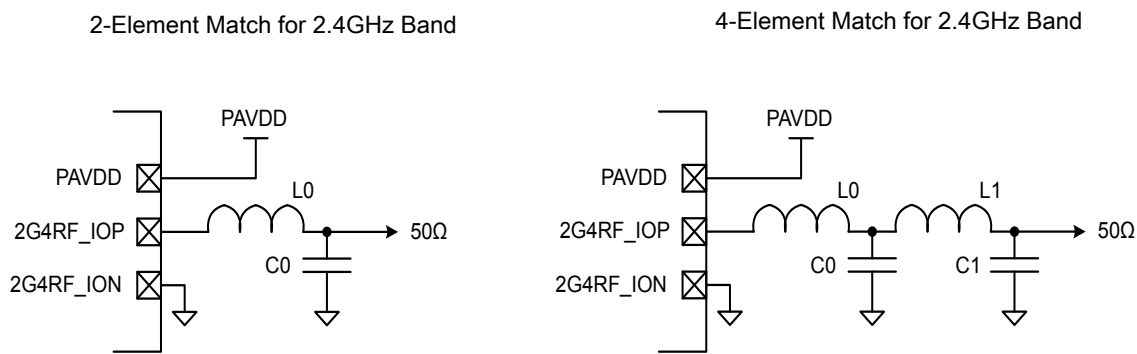 2-Element Match for 2.4GHz Band
PAVDD
PAVDD
L0
2G4RF_IOP
50Ω
C0
2G4RF_ION
4-Element Match for 2.4GHz Band
PAVDD
PAVDD
L0
L1
2G4RF_IOP
50Ω
C0
C1
2G4RF_ION